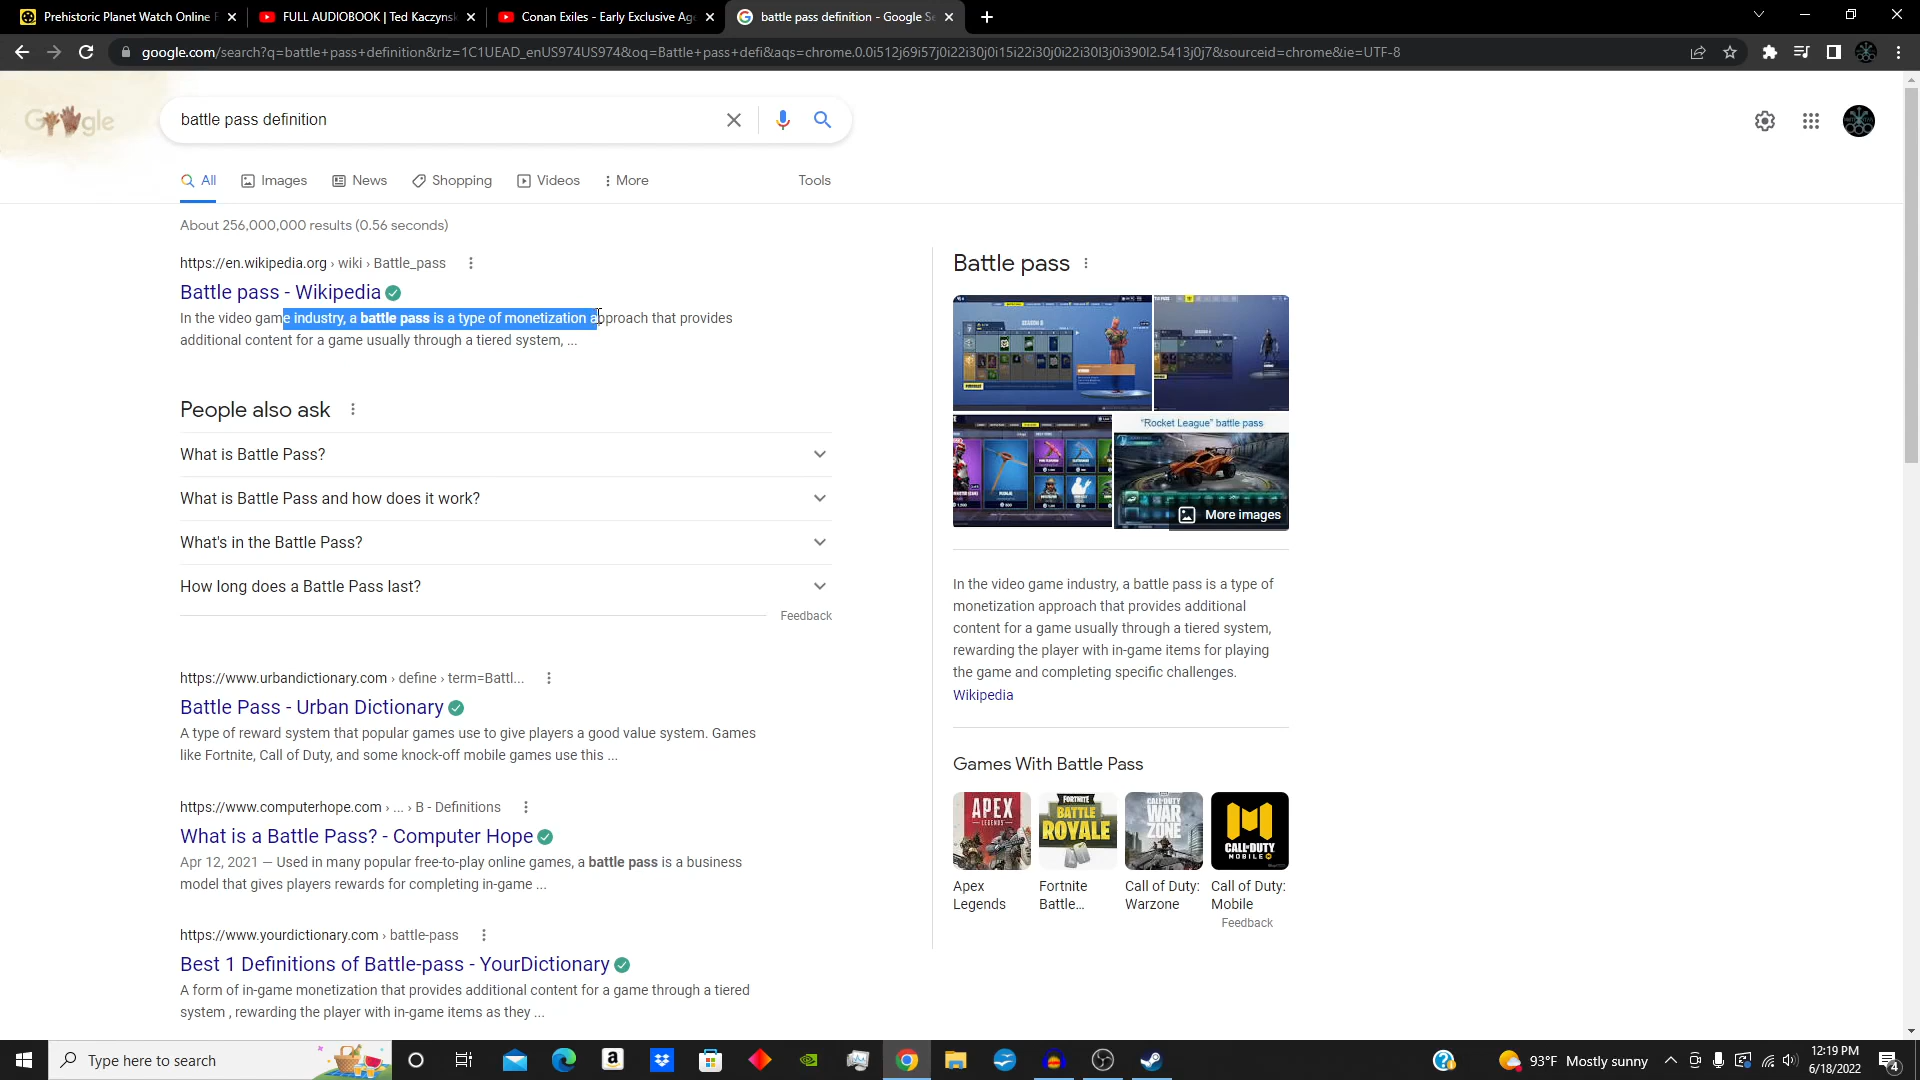 Prehistoric Planet Watch Online F
FULL AUDIOBOOK | Ted Kaczynsk
Conan Exiles - Early Exclusive Age
battle pass definition - Google Se
google.com/search?q=battle+pass+definition&rlz=1C1UEAD_enUS974US974&oq=Battle+pass+defi&aqs=chrome.0.0i512j69i57j0i22i30j0i15i22i30j0i22i30l3j0i390l2.5413j0j7&sourceid=chrome&ie=UTF-8
Google
battle pass definition
All
Images
News
Shopping
Videos
More
Tools
About 256,000,000 results (0.56 seconds)
https://en.wikipedia.org › wiki › Battle_pass
Battle pass - Wikipedia
In the video game industry, a battle pass is a type of monetization approach that provides
additional content for a game usually through a tiered system, ...
People also ask
What is Battle Pass?
What is Battle Pass and how does it work?
What's in the Battle Pass?
How long does a Battle Pass last?
Feedback
https://www.urbandictionary.com › define › term=Battl...
Battle Pass - Urban Dictionary
A type of reward system that popular games use to give players a good value system. Games
like Fortnite, Call of Duty, and some knock-off mobile games use this ...
https://www.computerhope.com › ... › B - Definitions
What is a Battle Pass? - Computer Hope
Apr 12, 2021 — Used in many popular free-to-play online games, a battle pass is a business
model that gives players rewards for completing in-game ...
https://www.yourdictionary.com › battle-pass
Best 1 Definitions of Battle-pass - YourDictionary
A form of in-game monetization that provides additional content for a game through a tiered
system , rewarding the player with in-game items as they ...
Battle pass
"Rocket League" battle pass
More images
In the video game industry, a battle pass is a type of
monetization approach that provides additional
content for a game usually through a tiered system,
rewarding the player with in-game items for playing
the game and completing specific challenges.
Wikipedia
Games With Battle Pass
APEX
LEGENDS
FORTNITE
BATTLE
ROYALE
CALL OF DUTY
WAR
ZONE
CALL OF DUTY
MOBILE
Apex
Legends
Fortnite
Battle...
Call of Duty:
Warzone
Call of Duty:
Mobile
Feedback
Type here to search
93°F Mostly sunny
12:19 PM
6/18/2022
4